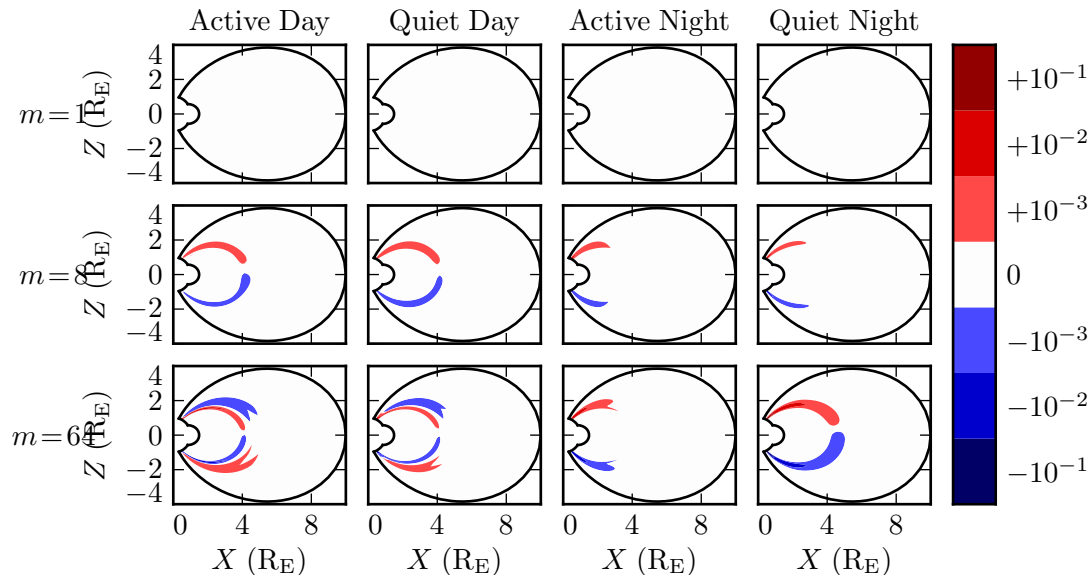 Active Day Quiet Day Active Night Quiet Night
m=1 Z (R_E) 4 2 0 −2 −4
m=8 Z (R_E) 4 2 0 −2 −4
m=64 Z (R_E) 4 2 0 −2 −4
0 4 8 0 4 8 0 4 8 0 4 8
X (R_E) X (R_E) X (R_E) X (R_E)
+10^{−1}
+10^{−2}
+10^{−3}
0
−10^{−3}
−10^{−2}
−10^{−1}